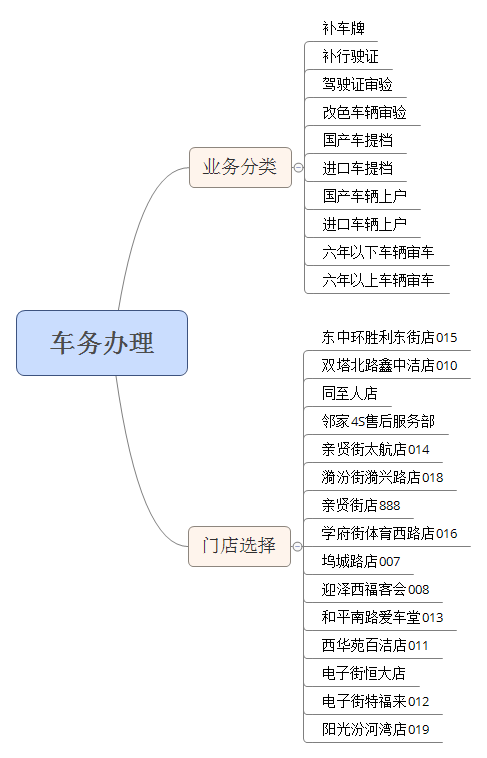 补车牌
补行驶证
驾驶证审验
改色车辆审验
国产车提档
业务分类
进口车提档
国产车辆上户
进口车辆上户
六年以下车辆审车
六年以上车辆审车
车务办理
东中环胜利东街店015
双塔北路鑫中洁店010
同至人店
邻家4S售后服务部
亲贤街太航店014
漪汾街漪兴路店018
亲贤街店888
学府街体育西路店016
门店选择
坞城路店007
迎泽西福客会008
和平南路爱车堂013
西华苑百洁店011
电子街恒大店
电子街特福来012
阳光汾河湾店019